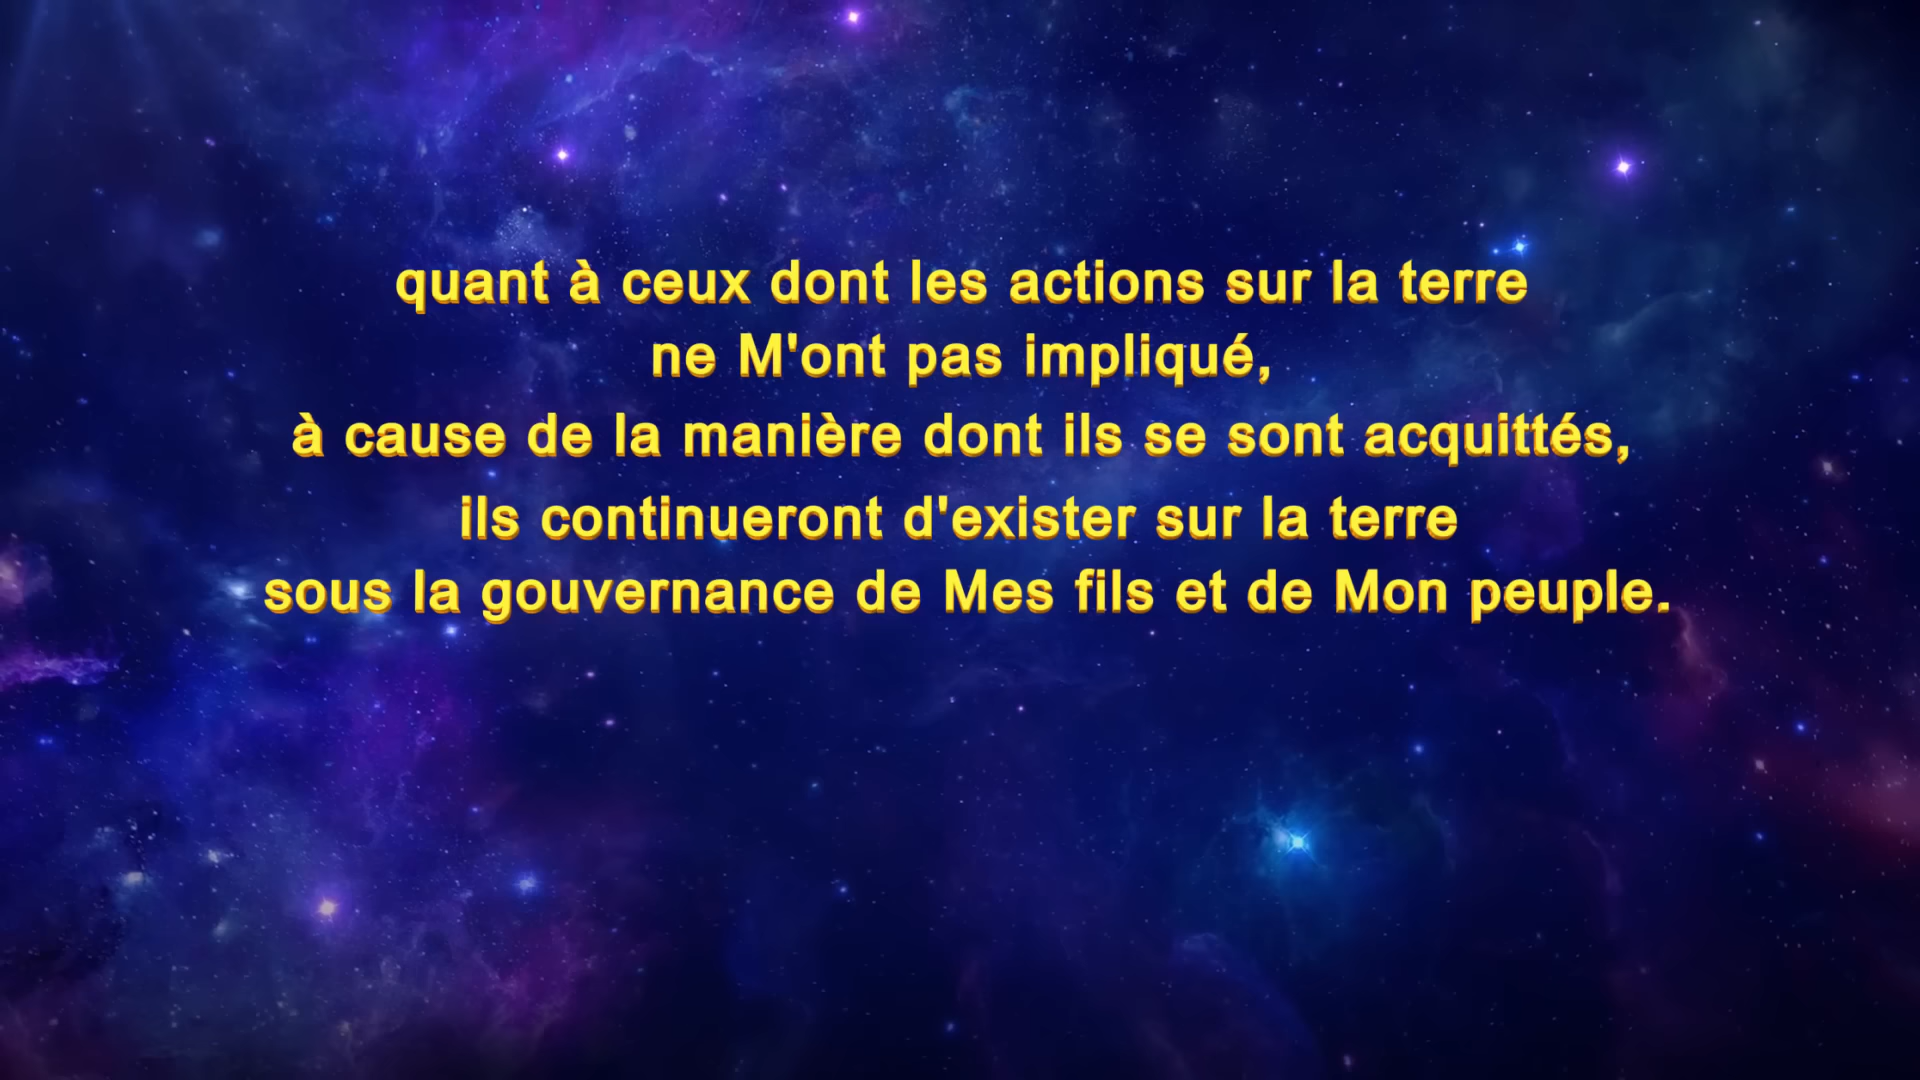 quant à ceux dont les actions sur la terre
ne M'ont pas impliqué,
à cause de la manière dont ils se sont acquittés,
ils continueront d'exister sur la terre
sous la gouvernance de Mes fils et de Mon peuple.